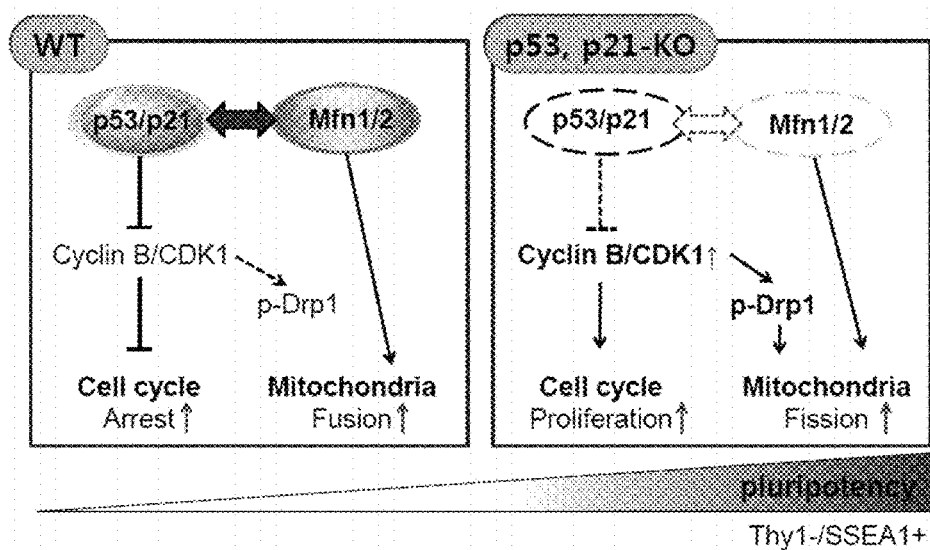 WT
p53/p21
Mfn1/2
Cyclin B/CDK1
p-Drp1
Cell cycle
Arrest↑
Mitochondria
Fusion↑
p53, p21-KO
p53/p21
Mfn1/2
Cyclin B/CDK1↑
p-Drp1
Cell cycle
Proliferation↑
Mitochondria
Fission↑
pluripotency
Thy1-/SSEA1+